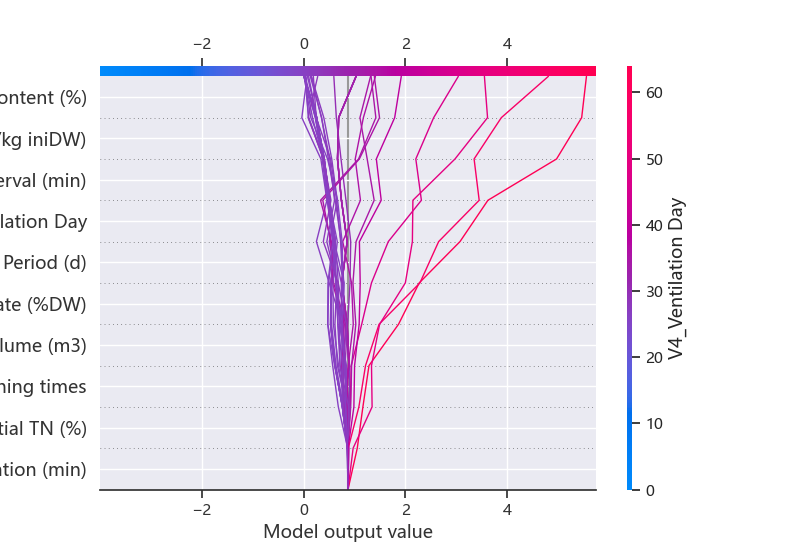 −2 0 2 4
ontent (%)
/kg iniDW)
erval (min)
lation Day
Period (d)
ate (%DW)
lume (m3)
ning times
tial TN (%)
ation (min)
−2 0 2 4
Model output value
60
50
40
30
20
10
0
V4_Ventilation Day